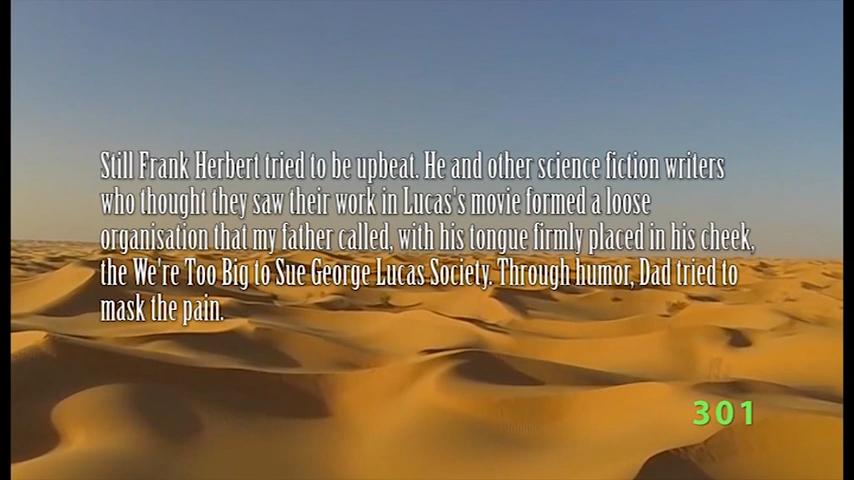 Still Frank Herbert tried to be upbeat. He and other science fiction writers
who thought they saw their work in Lucas's movie formed a loose
organisation that my father called, with his tongue firmly placed in his cheek,
the We're Too Big to Sue George Lucas Society. Through humor, Dad tried to
mask the pain.
301